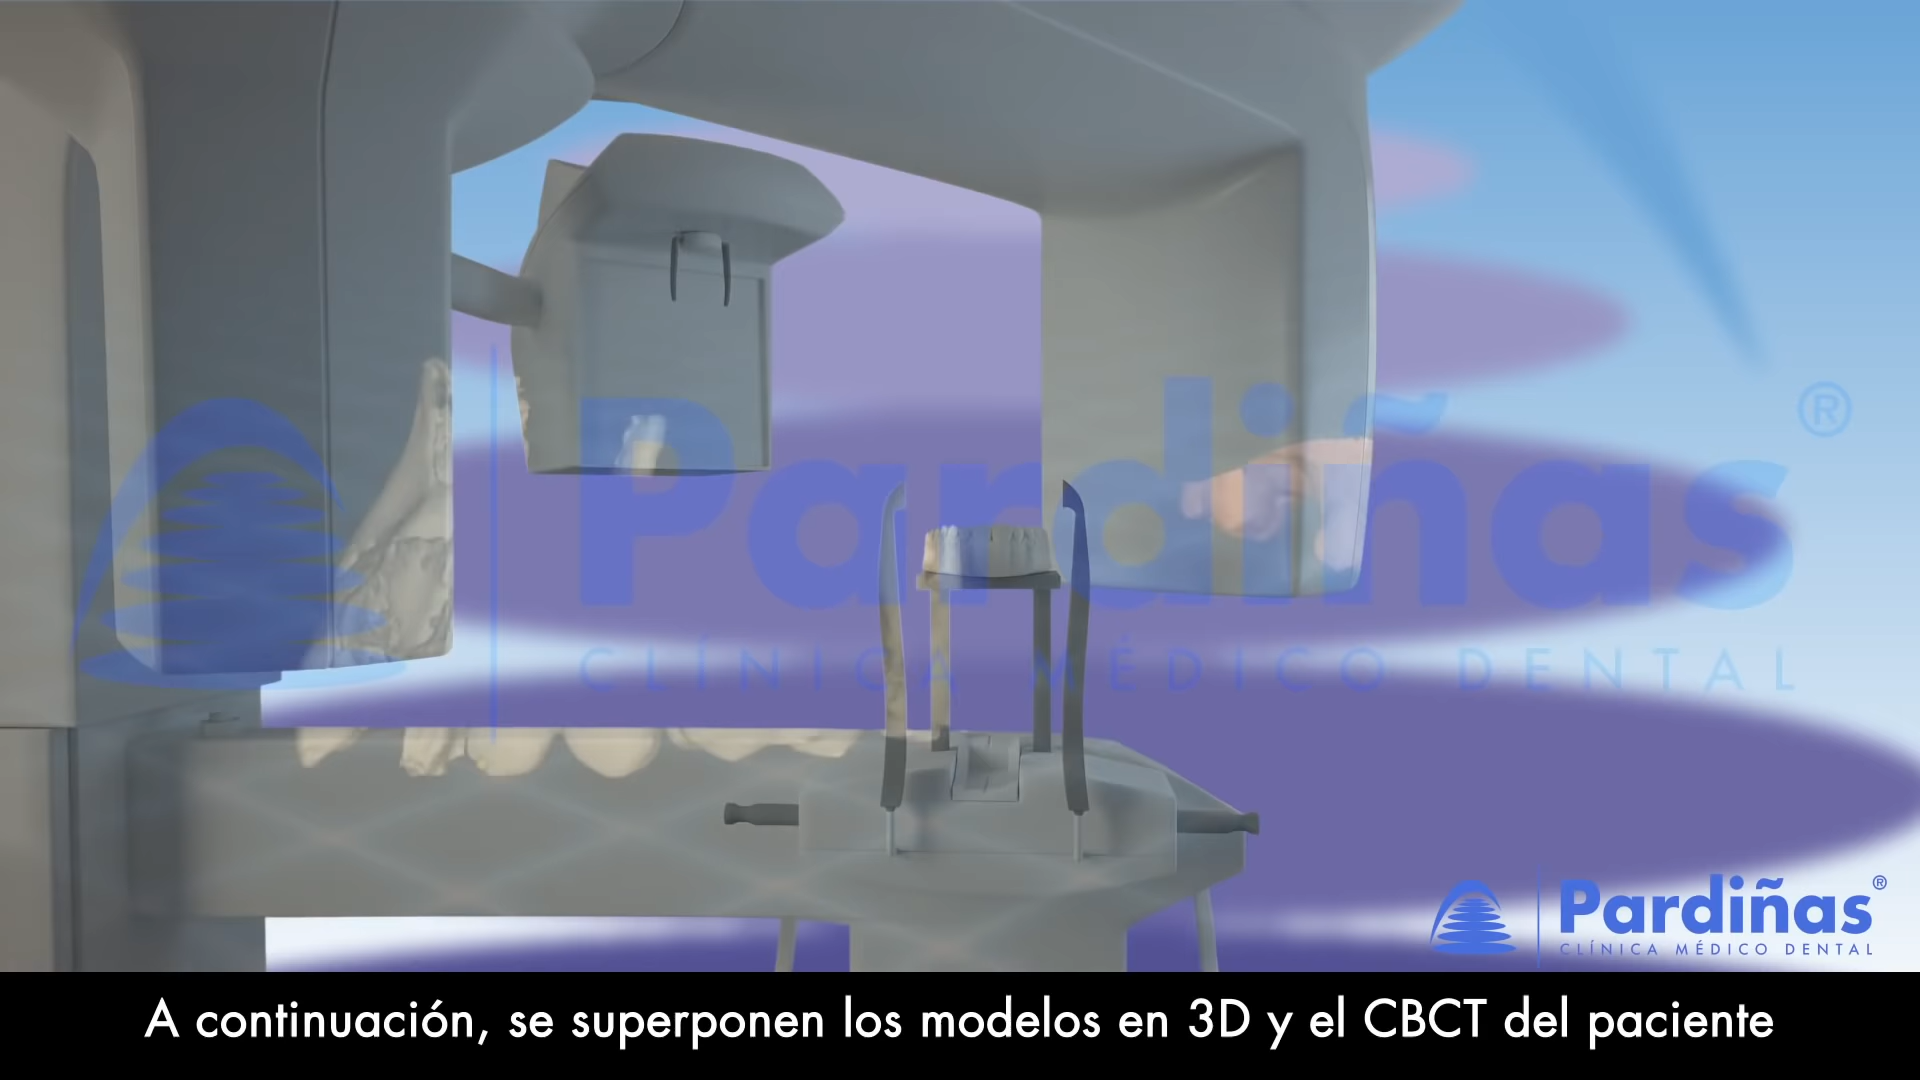 Pardiñas®
CLÍNICA MÉDICO DENTAL
Pardiñas®
CLÍNICA MÉDICO DENTAL
A continuación, se superponen los modelos en 3D y el CBCT del paciente